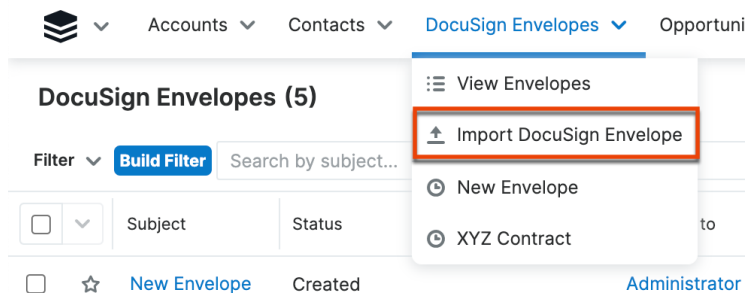 Accounts Contacts DocuSign Envelopes Opportuni
View Envelopes
DocuSign Envelopes (5)
Import DocuSign Envelope
Filter Build Filter Search by subject...
New Envelope
Subject Status to
XYZ Contract
New Envelope Created Administrator